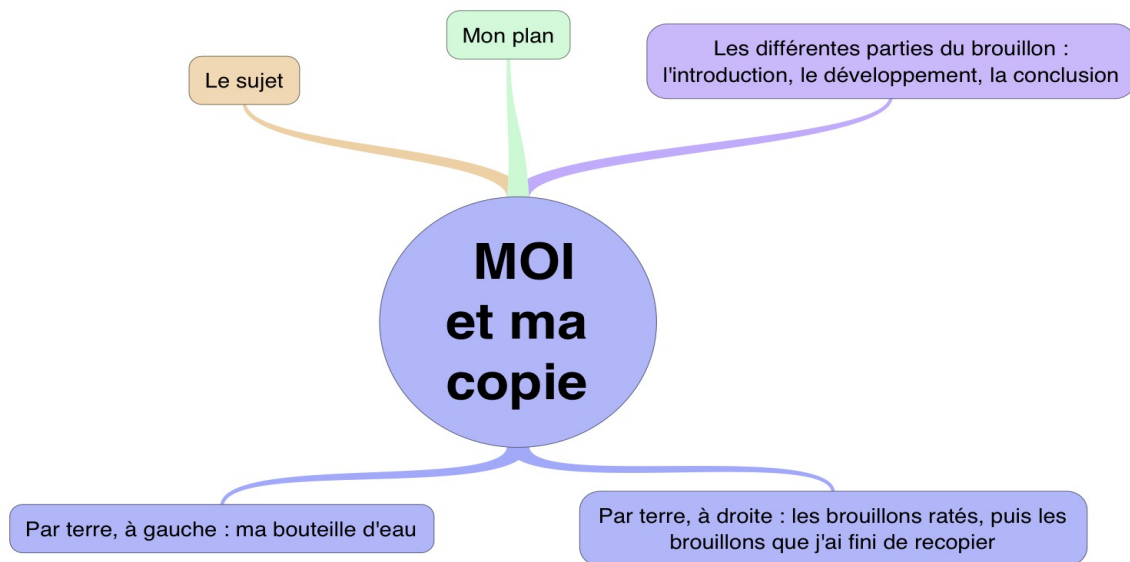 Mon plan
Le sujet
Les différentes parties du brouillon :
l'introduction, le développement, la conclusion
MOI
et ma
copie
Par terre, à gauche : ma bouteille d'eau
Par terre, à droite : les brouillons ratés, puis les
brouillons que j'ai fini de recopier